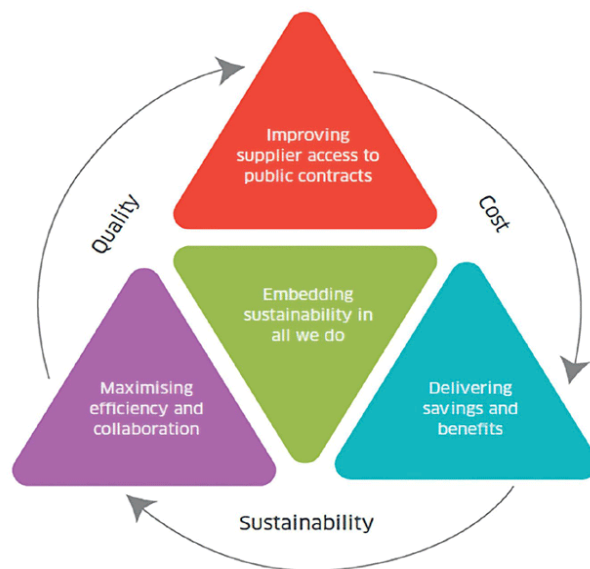 Improving
supplier access to
public contracts
Quality
Cost
Embedding
sustainability in
all we do
Maximising
efficiency and
collaboration
Delivering
savings and
benefits
Sustainability